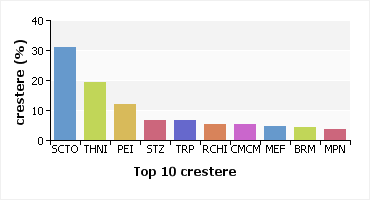 crestere (%)
40
30
20
10
0
SCTO THNI PEI STZ TRP RCHI CMCM MEF BRM MPN
Top 10 crestere